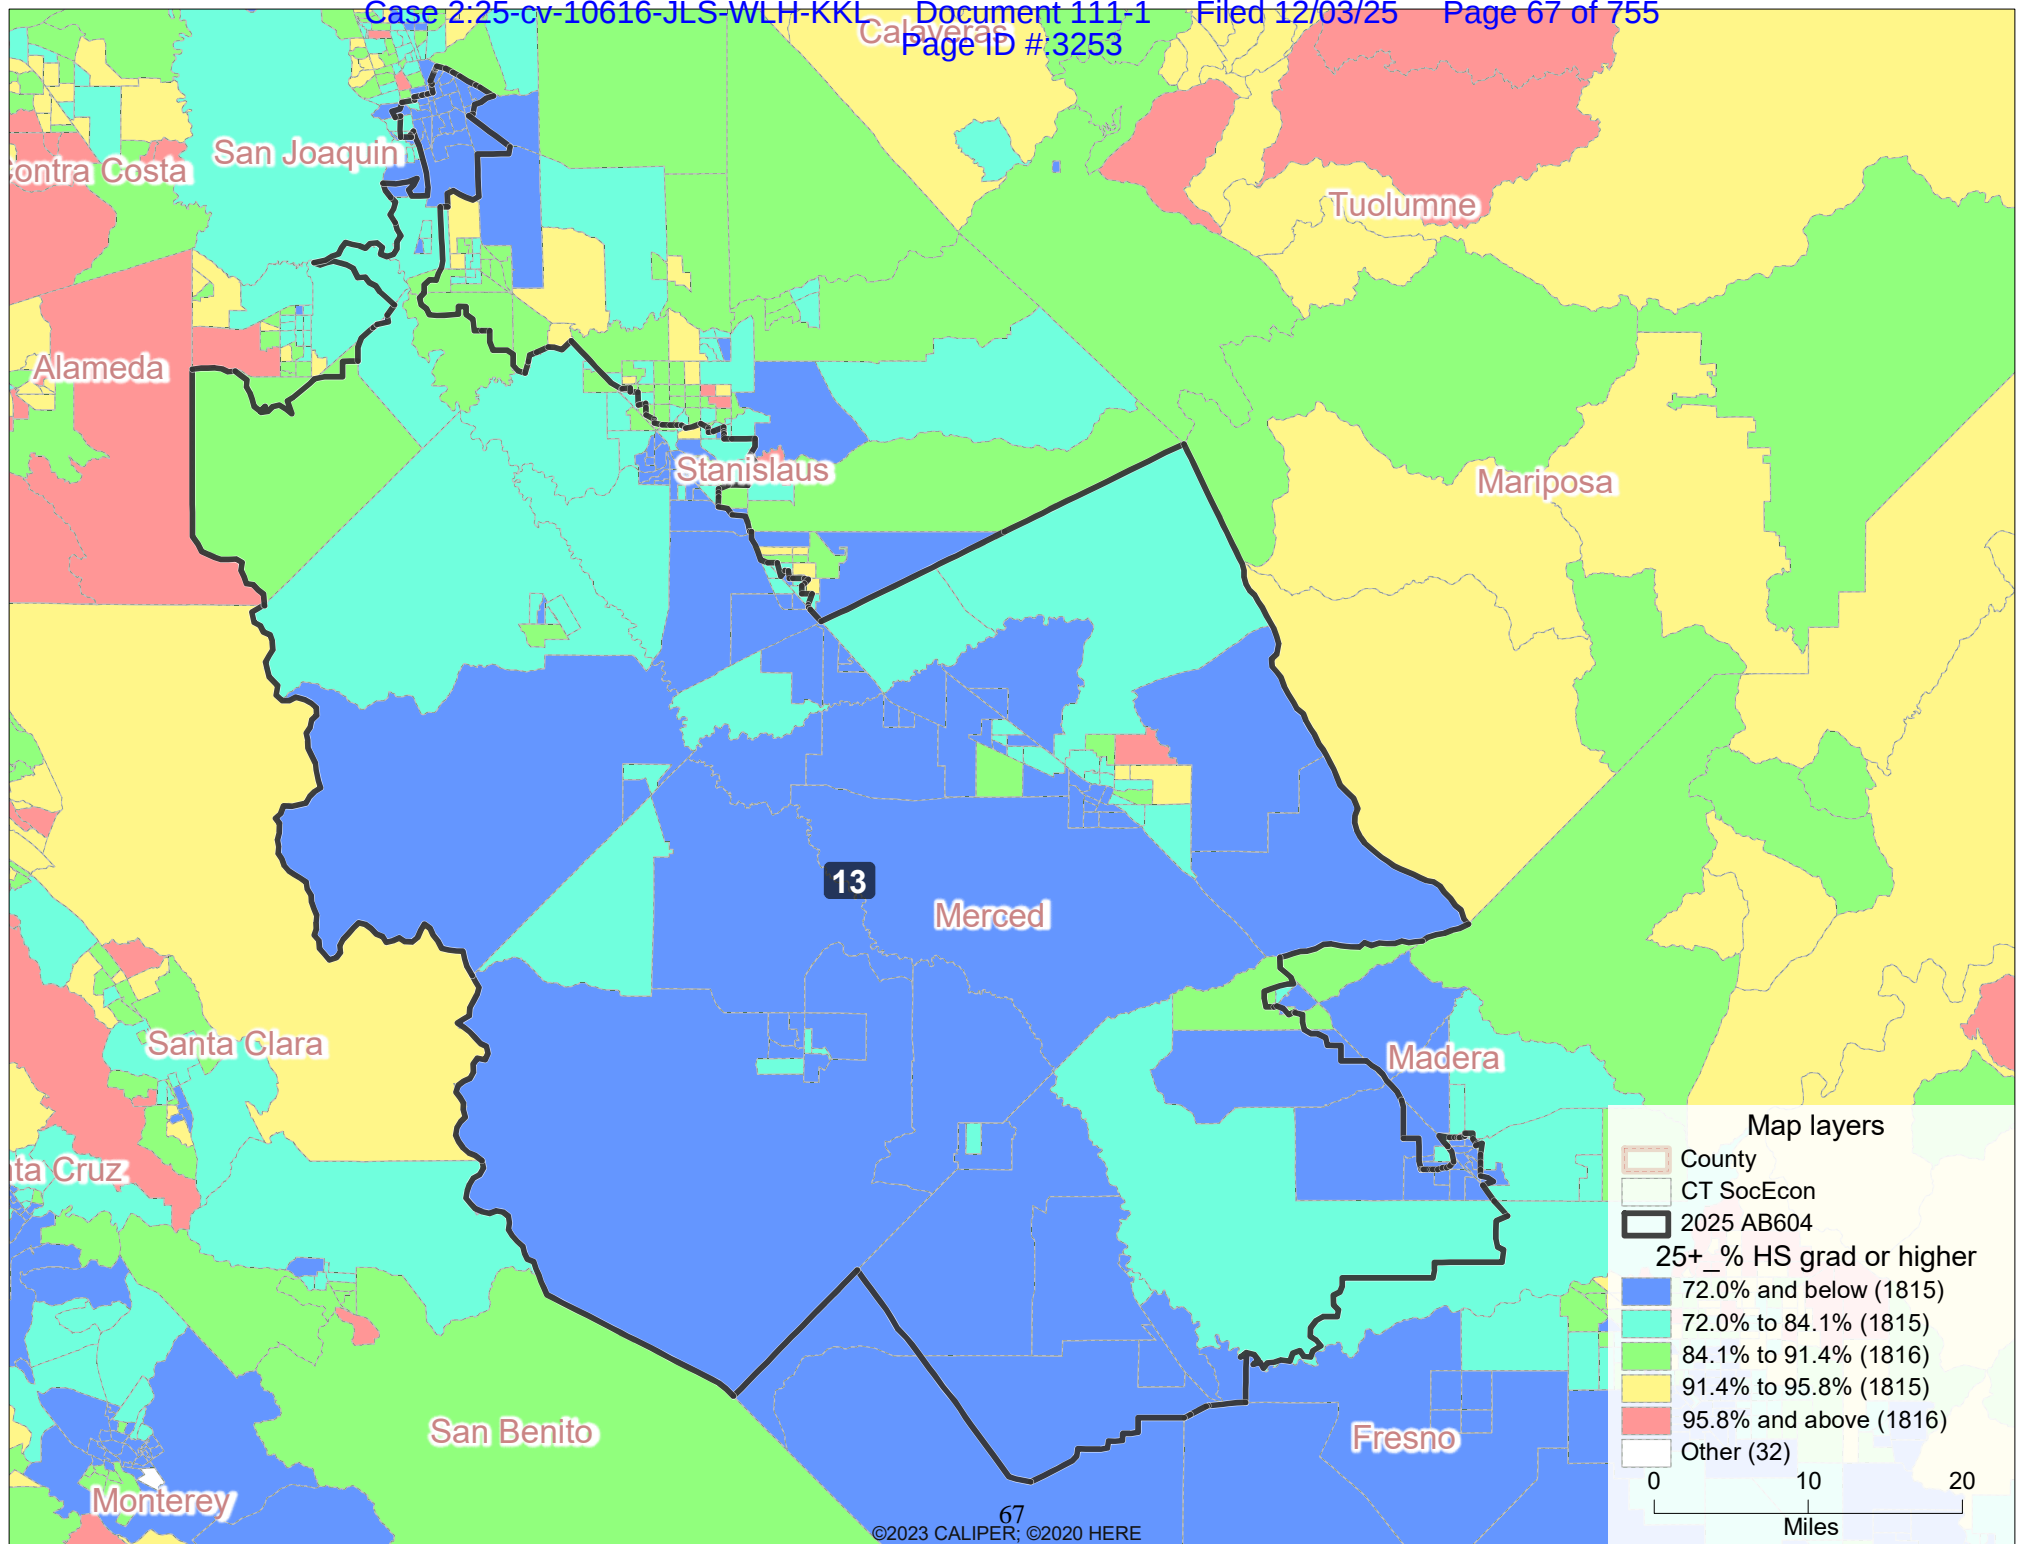 Case 2:25-cv-10616-JLS-WLH-KKL Document 111-1 Filed 12/03/25 Page 67 of 755
Page ID #:3253
Calaveras
San Joaquin
ontra Costa
Tuolumne
Alameda
Stanislaus
Mariposa
13
Merced
Santa Clara
Madera
nta Cruz
San Benito
Fresno
Monterey
Map layers
County
CT SocEcon
2025 AB604
25+_% HS grad or higher
72.0% and below (1815)
72.0% to 84.1% (1815)
84.1% to 91.4% (1816)
91.4% to 95.8% (1815)
95.8% and above (1816)
Other (32)
0 10 20
Miles
67
©2023 CALIPER; ©2020 HERE